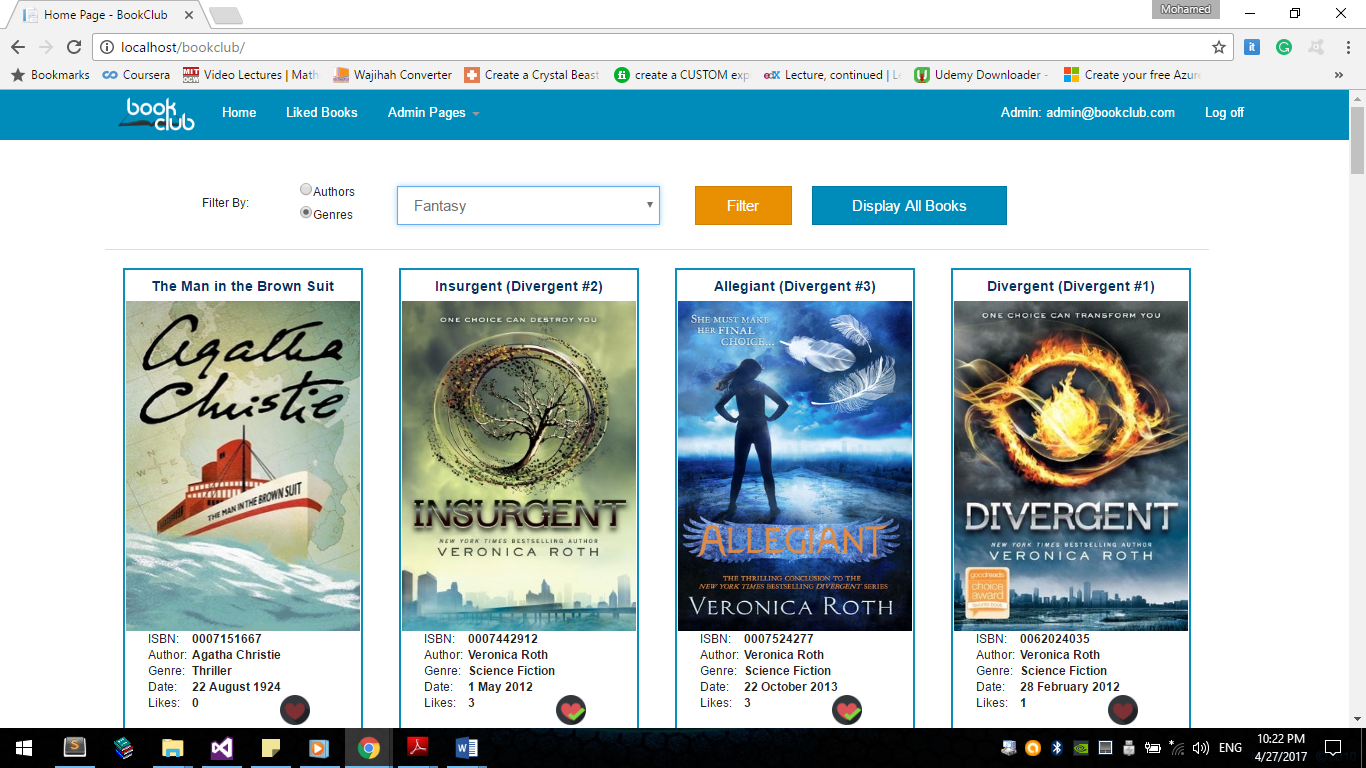 Home Page - BookClub
Mohamed
localhost/bookclub/
Bookmarks
Coursera
MIT OCW
Video Lectures | Math
Wajihah Converter
Create a Crystal Beast
create a CUSTOM exp
edX
Lecture, continued | Le
Udemy Downloader -
Create your free Azure
»
book club
Home
Liked Books
Admin Pages
Admin: admin@bookclub.com
Log off
Filter By:
Authors
Genres
Fantasy
Filter
Display All Books
The Man in the Brown Suit
Agatha
Christie
N
W E
THE MAN IN THE BROWN SUIT
ISBN: 0007151667
Author: Agatha Christie
Genre: Thriller
Date: 22 August 1924
Likes: 0
Insurgent (Divergent #2)
ONE CHOICE CAN DESTROY YOU
INSURGENT
NEW YORK TIMES BESTSELLING AUTHOR
VERONICA ROTH
ISBN: 0007442912
Author: Veronica Roth
Genre: Science Fiction
Date: 1 May 2012
Likes: 3
Allegiant (Divergent #3)
SHE MUST MAKE
HER FINAL
CHOICE...
ALLEGIANT
THE THRILLING CONCLUSION TO THE
NEW YORK TIMES BESTSELLING DIVERGENT SERIES
VERONICA ROTH
ISBN: 0007524277
Author: Veronica Roth
Genre: Science Fiction
Date: 22 October 2013
Likes: 3
Divergent (Divergent #1)
ONE CHOICE CAN TRANSFORM YOU
DIVERGENT
NEW YORK TIMES BESTSELLING AUTHOR
VERONICA ROTH
goodreads
choice
award
ISBN: 0062024035
Author: Veronica Roth
Genre: Science Fiction
Date: 28 February 2012
Likes: 1
ENG
10:22 PM
4/27/2017